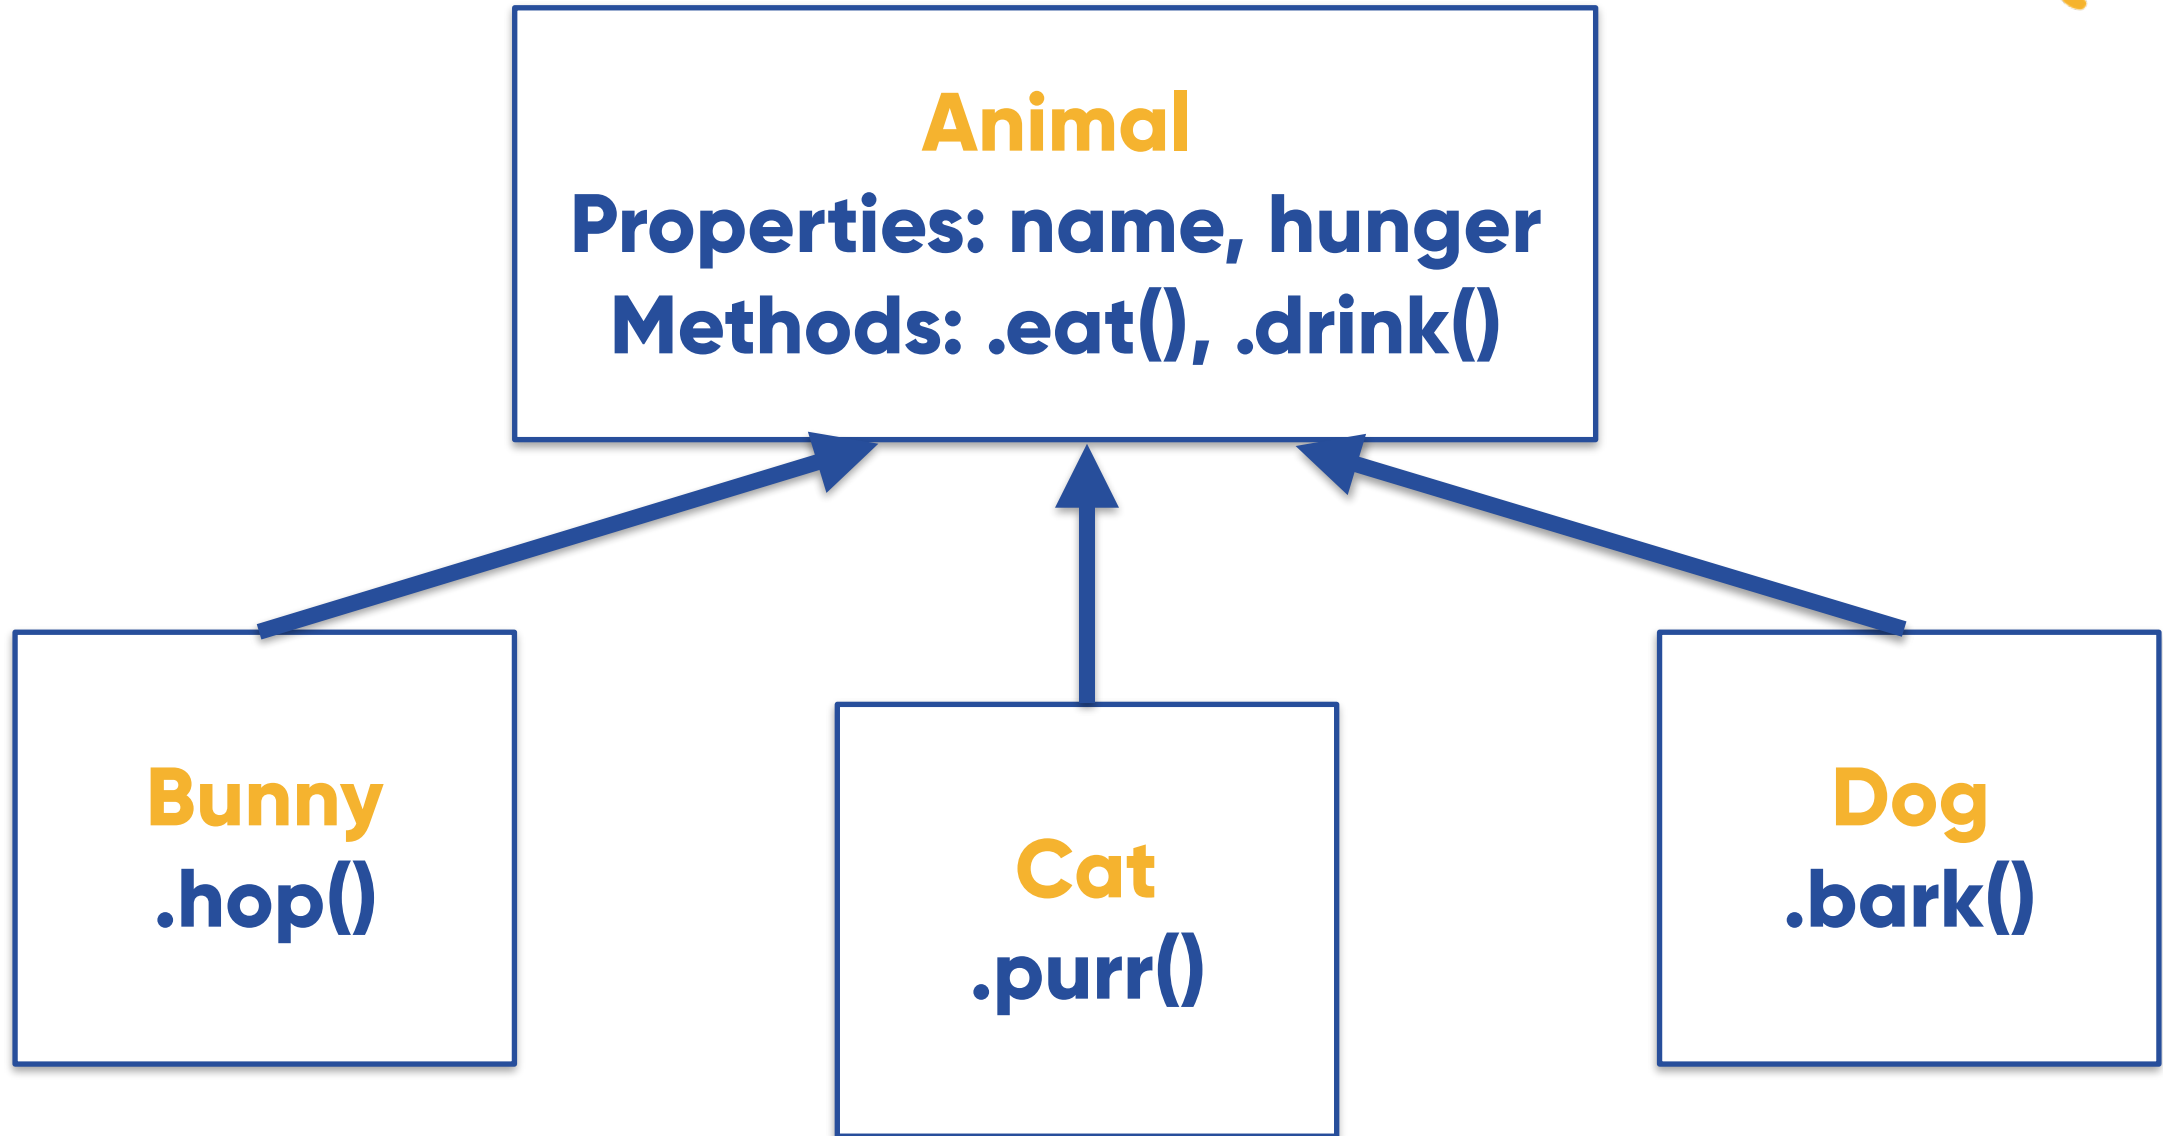 Animal
Properties: name, hunger
Methods: .eat(), .drink()
Bunny
.hop()
Cat
.purr()
Dog
.bark()